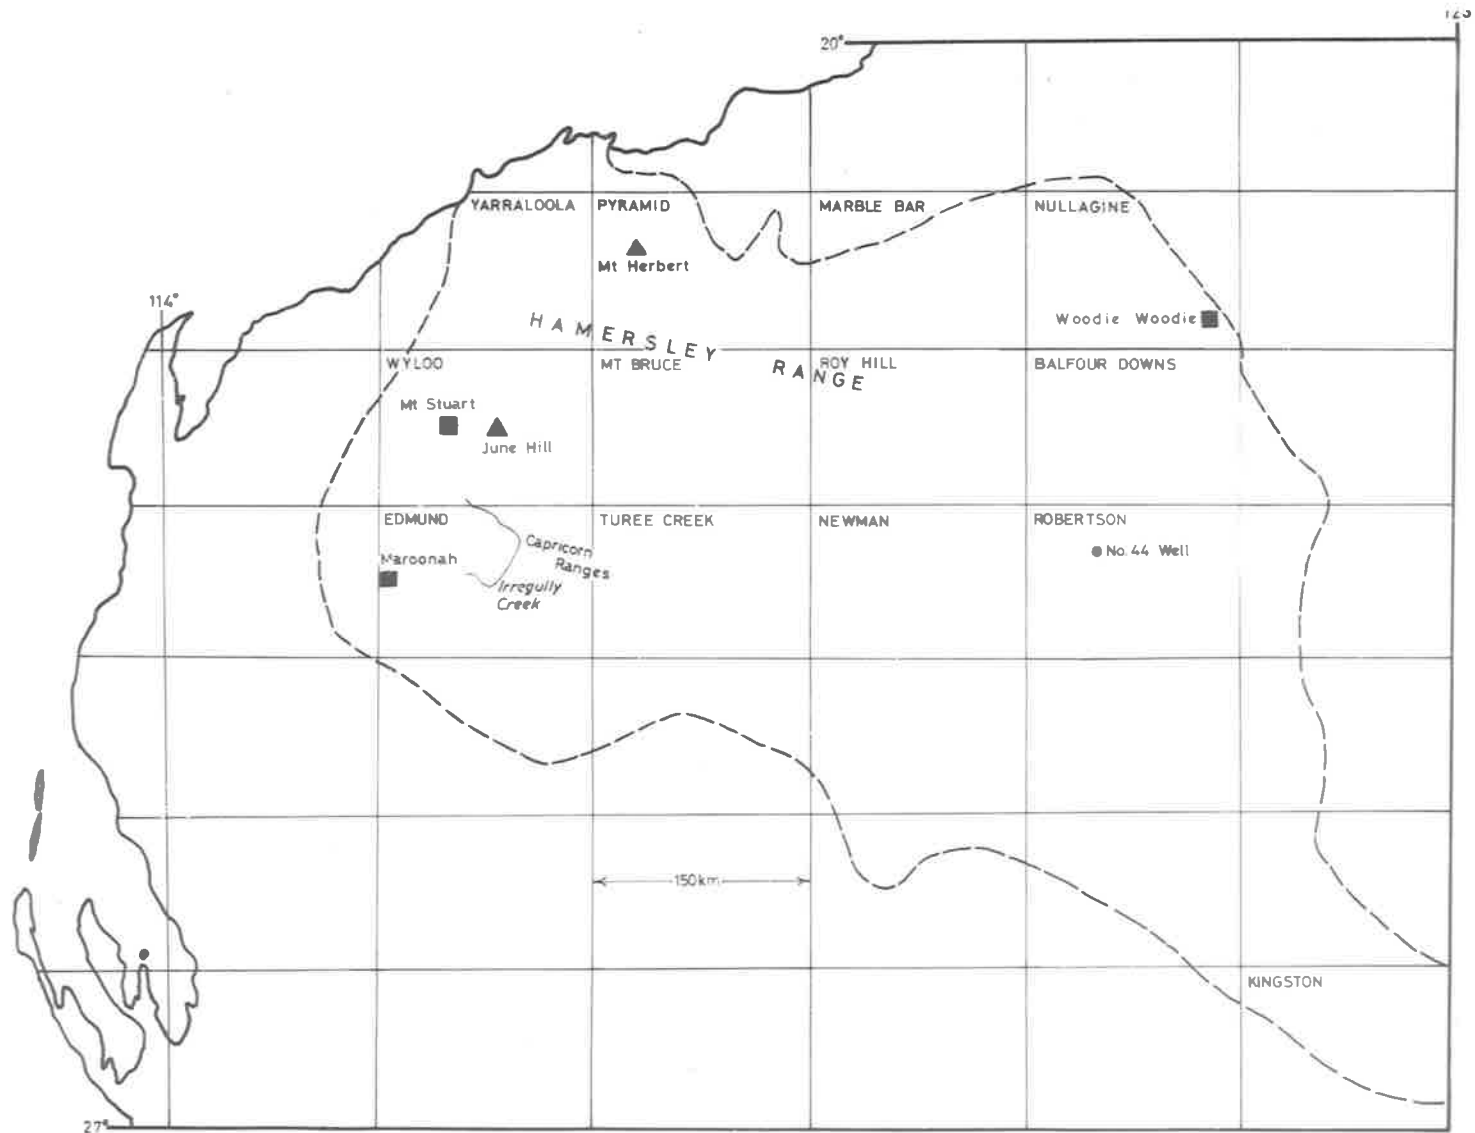 123
20°
YARRALOOLA
PYRAMID
MARBLE BAR
NULLAGINE
Mt Herbert
114°
Woodie Woodie
HAMERSLEY RANGE
WYLOO
MT BRUCE
ROY HILL
BALFOUR DOWNS
Mt Stuart
June Hill
EDMUND
TUREE CREEK
NEWMAN
ROBERTSON
Capricorn
Ranges
No. 44 Well
Maroonah
Irregully
Creek
150km
KINGSTON
27°